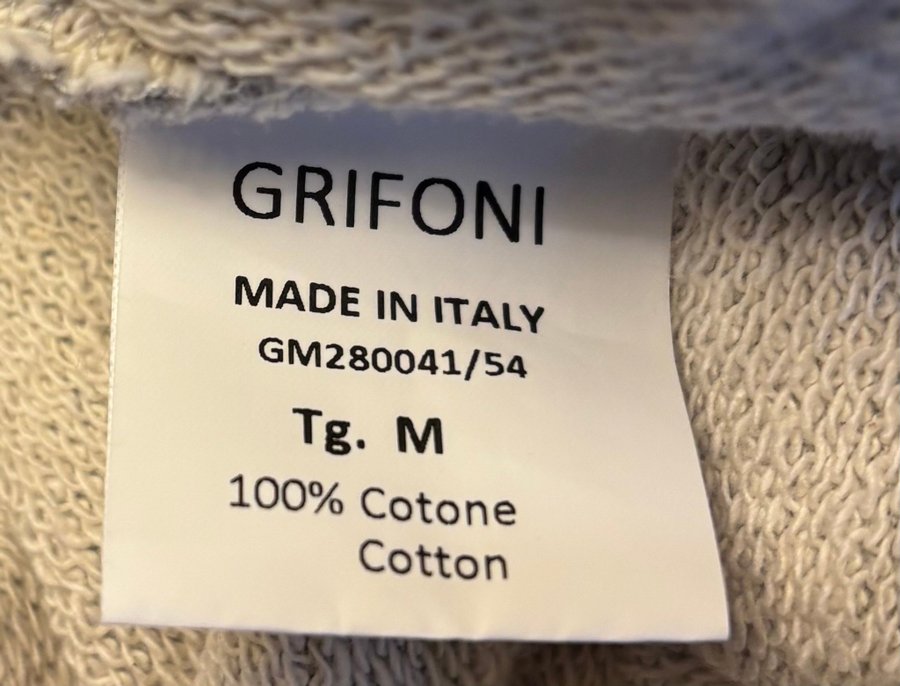 GRIFONI
MADE IN ITALY
GM280041/54
Tg. M
100% Cotone
Cotton